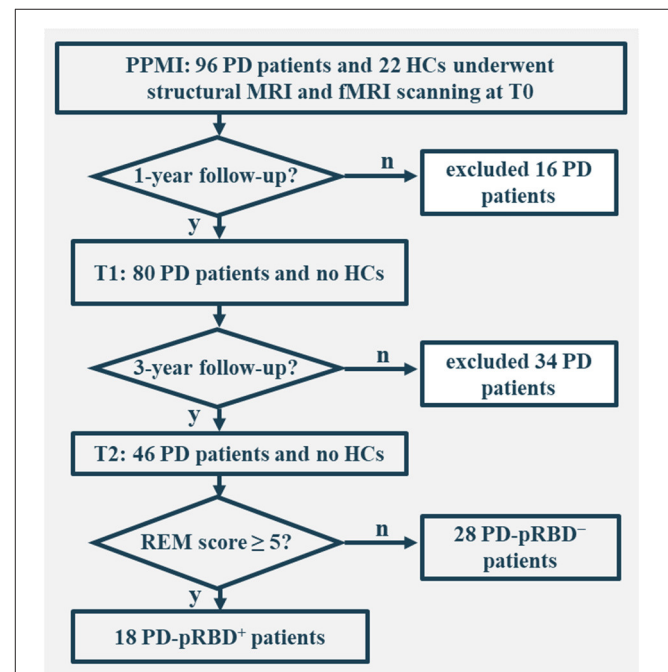 PPMI: 96 PD patients and 22 HCs underwent
structural MRI and fMRI scanning at T0
1-year follow-up?
n
excluded 16 PD
patients
y
T1: 80 PD patients and no HCs
3-year follow-up?
n
excluded 34 PD
patients
y
T2: 46 PD patients and no HCs
REM score ≥ 5?
n
28 PD-pRBD⁻
patients
y
18 PD-pRBD⁺ patients